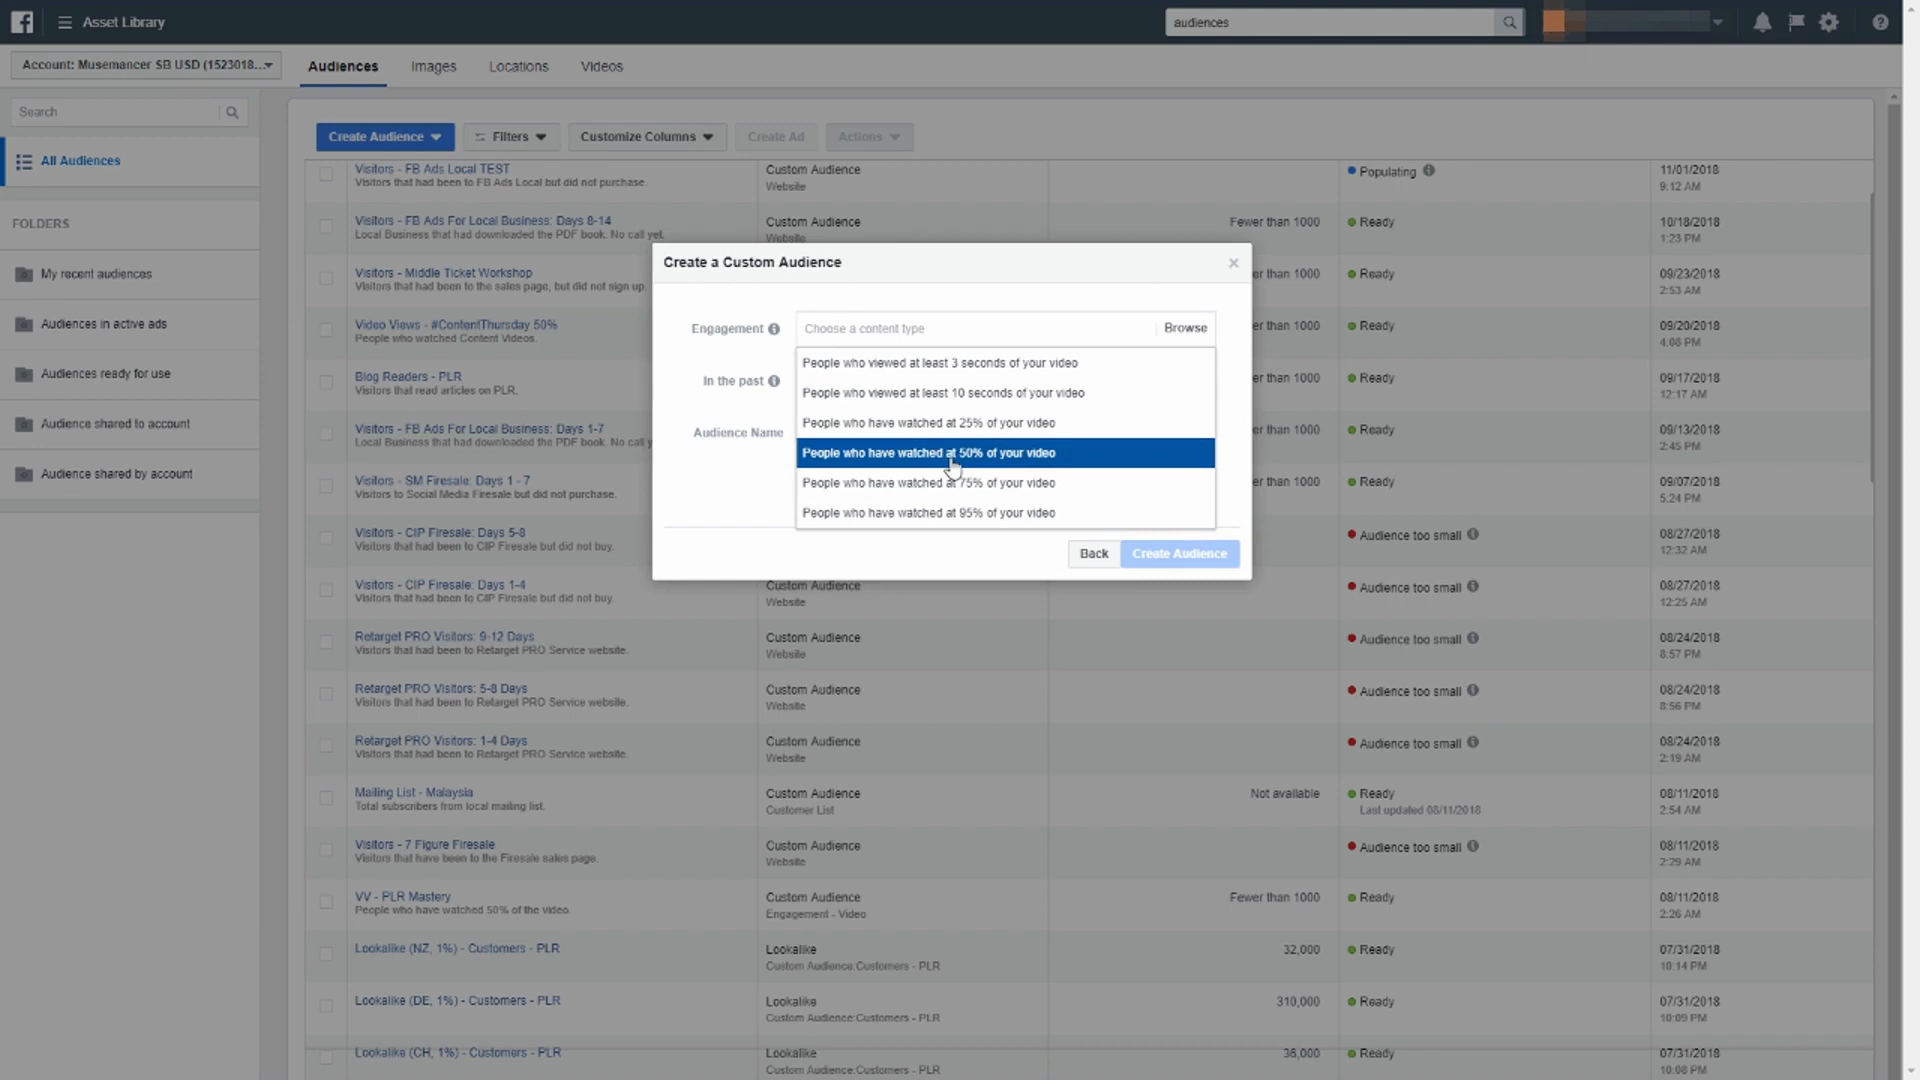 Asset Library
audiences
Account: Musemancer SB USD (1523018...
Audiences
Images
Locations
Videos
Search
All Audiences
FOLDERS
My recent audiences
Audiences in active ads
Audiences ready for use
Audience shared to account
Audience shared by account
Create Audience
Filters
Customize Columns
Create Ad
Actions
Visitors - FB Ads Local TEST
Visitors that had been to FB Ads Local but did not purchase.
Custom Audience
Website
Populating
11/01/2018
9:12 AM
Visitors - FB Ads For Local Business: Days 8-14
Local Business that had downloaded the PDF book. No call yet.
Custom Audience
Website
Fewer than 1000
Ready
10/18/2018
1:23 PM
Visitors - Middle Ticket Workshop
Visitors that had been to the sales page, but did not sign up.
er than 1000
Ready
09/23/2018
2:53 AM
Video Views - #ContentThursday 50%
People who watched Content Videos.
er than 1000
Ready
09/20/2018
4:08 PM
Blog Readers - PLR
Visitors that read articles on PLR.
er than 1000
Ready
09/17/2018
12:17 AM
Visitors - FB Ads For Local Business: Days 1-7
Local Business that had downloaded the PDF book. No call y
er than 1000
Ready
09/13/2018
2:45 PM
Visitors - SM Firesale: Days 1 - 7
Visitors to Social Media Firesale but did not purchase.
er than 1000
Ready
09/07/2018
5:24 PM
Visitors - CIP Firesale: Days 5-8
Visitors that had been to CIP Firesale but did not buy.
Audience too small
08/27/2018
12:32 AM
Visitors - CIP Firesale: Days 1-4
Visitors that had been to CIP Firesale but did not buy.
Custom Audience
Website
Audience too small
08/27/2018
12:25 AM
Retarget PRO Visitors: 9-12 Days
Visitors that had been to Retarget PRO Service website.
Custom Audience
Website
Audience too small
08/24/2018
8:57 PM
Retarget PRO Visitors: 5-8 Days
Visitors that had been to Retarget PRO Service website.
Custom Audience
Website
Audience too small
08/24/2018
8:56 PM
Retarget PRO Visitors: 1-4 Days
Visitors that had been to Retarget PRO Service website.
Custom Audience
Website
Audience too small
08/24/2018
2:19 AM
Mailing List - Malaysia
Total subscribers from local mailing list.
Custom Audience
Customer List
Not available
Ready
Last updated 08/11/2018
08/11/2018
2:54 AM
Visitors - 7 Figure Firesale
Visitors that have been to the Firesale sales page.
Custom Audience
Website
Audience too small
08/11/2018
2:29 AM
VV - PLR Mastery
People who have watched 50% of the video.
Custom Audience
Engagement - Video
Fewer than 1000
Ready
08/11/2018
2:26 AM
Lookalike (NZ, 1%) - Customers - PLR
Lookalike
Custom Audience:Customers - PLR
32,000
Ready
07/31/2018
10:14 PM
Lookalike (DE, 1%) - Customers - PLR
Lookalike
Custom Audience:Customers - PLR
310,000
Ready
07/31/2018
10:09 PM
Lookalike (CH, 1%) - Customers - PLR
Lookalike
Custom Audience:Customers - PLR
36,000
Ready
07/31/2018
10:08 PM
Create a Custom Audience
Engagement
Choose a content type
Browse
In the past
Audience Name
People who viewed at least 3 seconds of your video
People who viewed at least 10 seconds of your video
People who have watched at 25% of your video
People who have watched at 50% of your video
People who have watched at 75% of your video
People who have watched at 95% of your video
Back
Create Audience